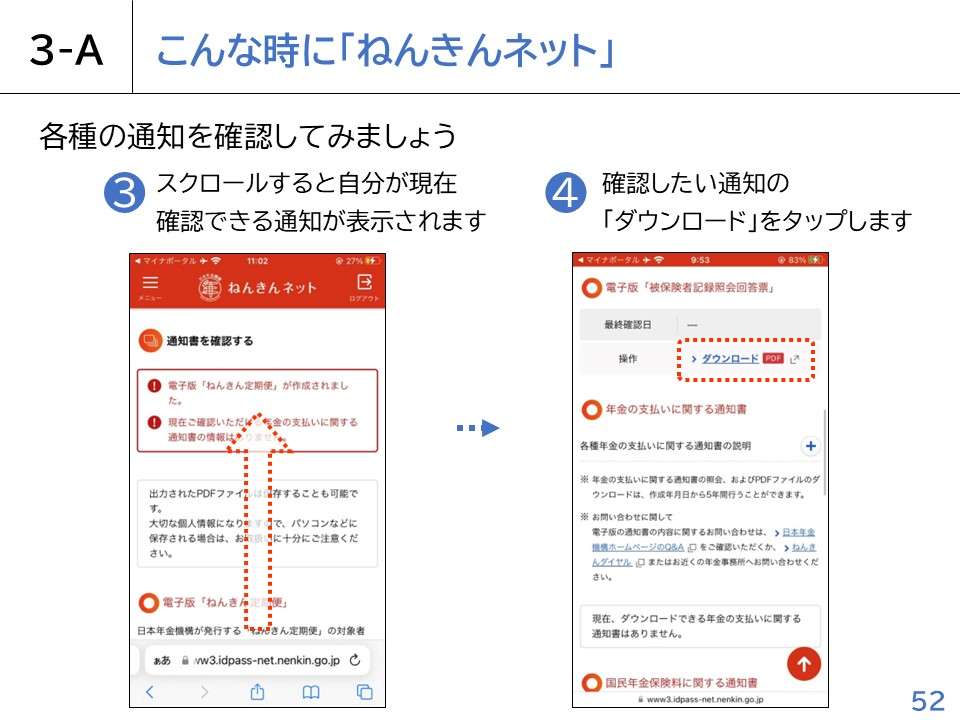 3-A
こんな時に「ねんきんネット」
各種の通知を確認してみましょう
3
スクロールすると自分が現在
確認できる通知が表示されます
◀マイナポータル
11:02
27%
メニュー
ねんきんネット
ログアウト
通知書を確認する
電子版「ねんきん定期便」が作成されまし
た。
現在ご確認いただける年金の支払いに関する
通知書の情報はありません。
出力されたPDFファイルは保存することも可能で
す。
大切な個人情報になりますので、パソコンなどに
保存される場合は、お取扱いに十分にご注意くだ
さい。
電子版「ねんきん定期便」
日本年金機構が発行する「ねんきん定期便」の対象者
ぁあ
ww3.idpass-net.nenkin.go.jp
4
確認したい通知の
「ダウンロード」をタップします
◀マイナポータル
9:53
83%
電子版「被保険者記録照会回答票」
最終確認日
---
操作
ダウンロード PDF
年金の支払いに関する通知書
各種年金の支払いに関する通知書の説明
※ 年金の支払いに関する通知書の照会、およびPDFファイルのダ
ウンロードは、作成年月日から5年間行うことができます。
※ お問い合わせに関して
電子版の通知書の内容に関するお問い合わせは、 日本年金
機構ホームページのQ&A をご確認いただくか、 ねんき
んダイヤル またはお近くの年金事務所へお問い合わせくだ
さい。
現在、ダウンロードできる年金の支払いに関する
通知書はありません。
国民年金保険料に関する通知書
www3.idpass-net.nenkin.go.jp
52